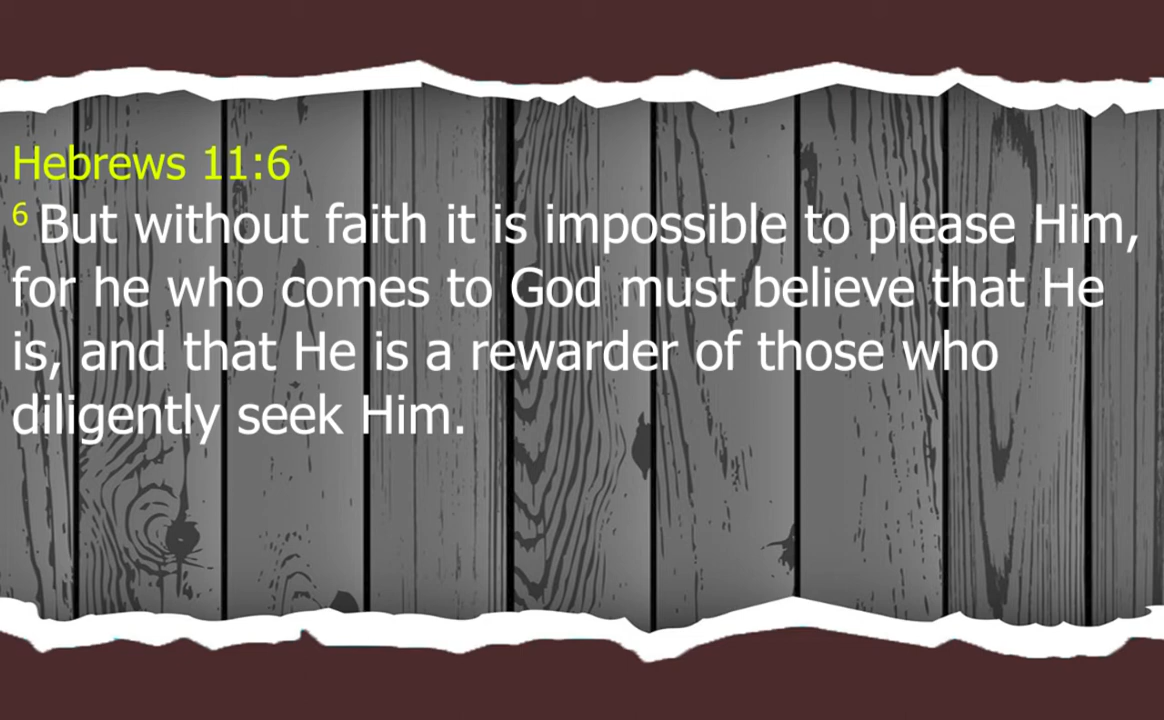 Hebrews 11:6
6 But without faith it is impossible to please Him,
for he who comes to God must believe that He
is, and that He is a rewarder of those who
diligently seek Him.